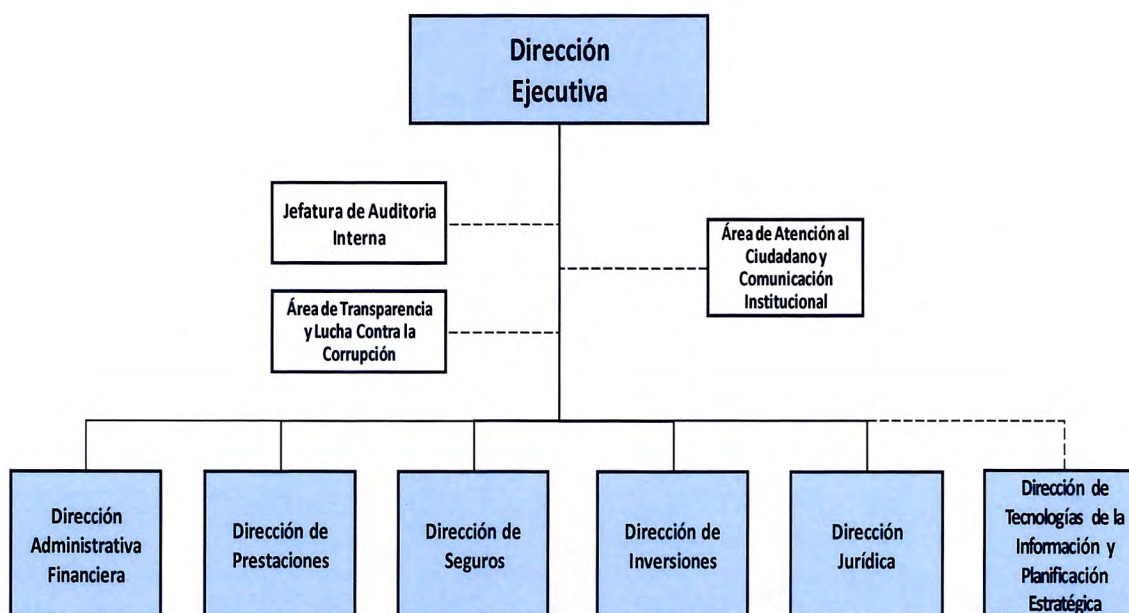 Dirección
Ejecutiva
Jefatura de Auditoria
Interna
Área de Atención al
Ciudadano y
Comunicación
Institucional
Área de Transparencia
y Lucha Contra la
Corrupción
Dirección
Administrativa
Financiera
Dirección de
Prestaciones
Dirección de
Seguros
Dirección de
Inversiones
Dirección
Jurídica
Dirección de
Tecnologías de la
Información y
Planificación
Estratégica